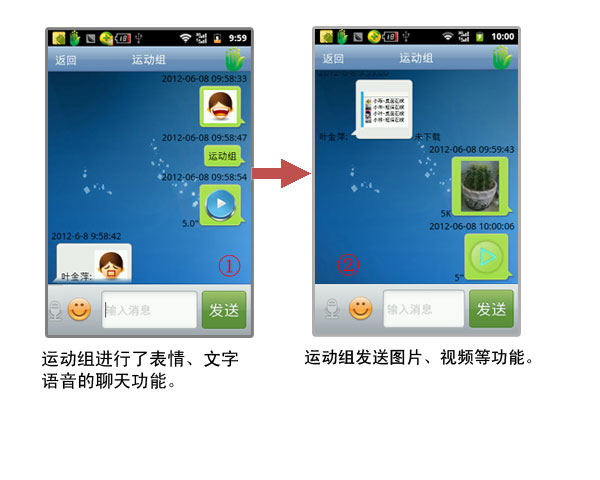 9:59
返回
运动组
2012-06-08 09:58:33
2012-06-08 09:58:47
运动组
2012-06-08 09:58:54
5.0"
2012-6-8 9:58:42
叶金萍:
①
输入消息
发送
运动组进行了表情、文字
语音的聊天功能。
10:00
返回
运动组
叶金萍:
未下载
2012-06-08 09:59:43
5K
2012-06-08 10:00:06
5"
②
输入消息
发送
运动组发送图片、视频等功能。